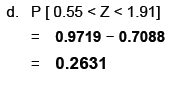 d. P [ 0.55 < Z < 1.91]
= 0.9719 − 0.7088
= 0.2631